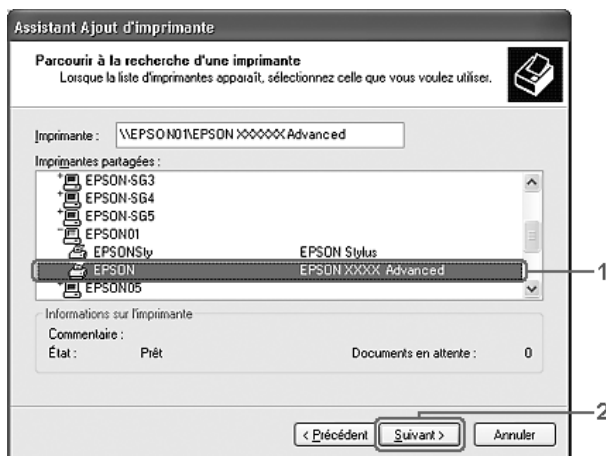 Assistant Ajout d'imprimante
Parcourir à la recherche d'une imprimante
Lorsque la liste d'imprimantes apparaît, sélectionnez celle que vous voulez utiliser.
Imprimante : \\EPSON01\EPSON XXXXXX Advanced
Imprimantes partagées :
EPSON-SG3
EPSON-SG4
EPSON-SG5
EPSON01
EPSONSty EPSON Stylus
EPSON EPSON XXXX Advanced 1
EPSON05
Informations sur l'imprimante
Commentaire :
État : Prêt Documents en attente : 0
2
< Précédent Suivant > Annuler